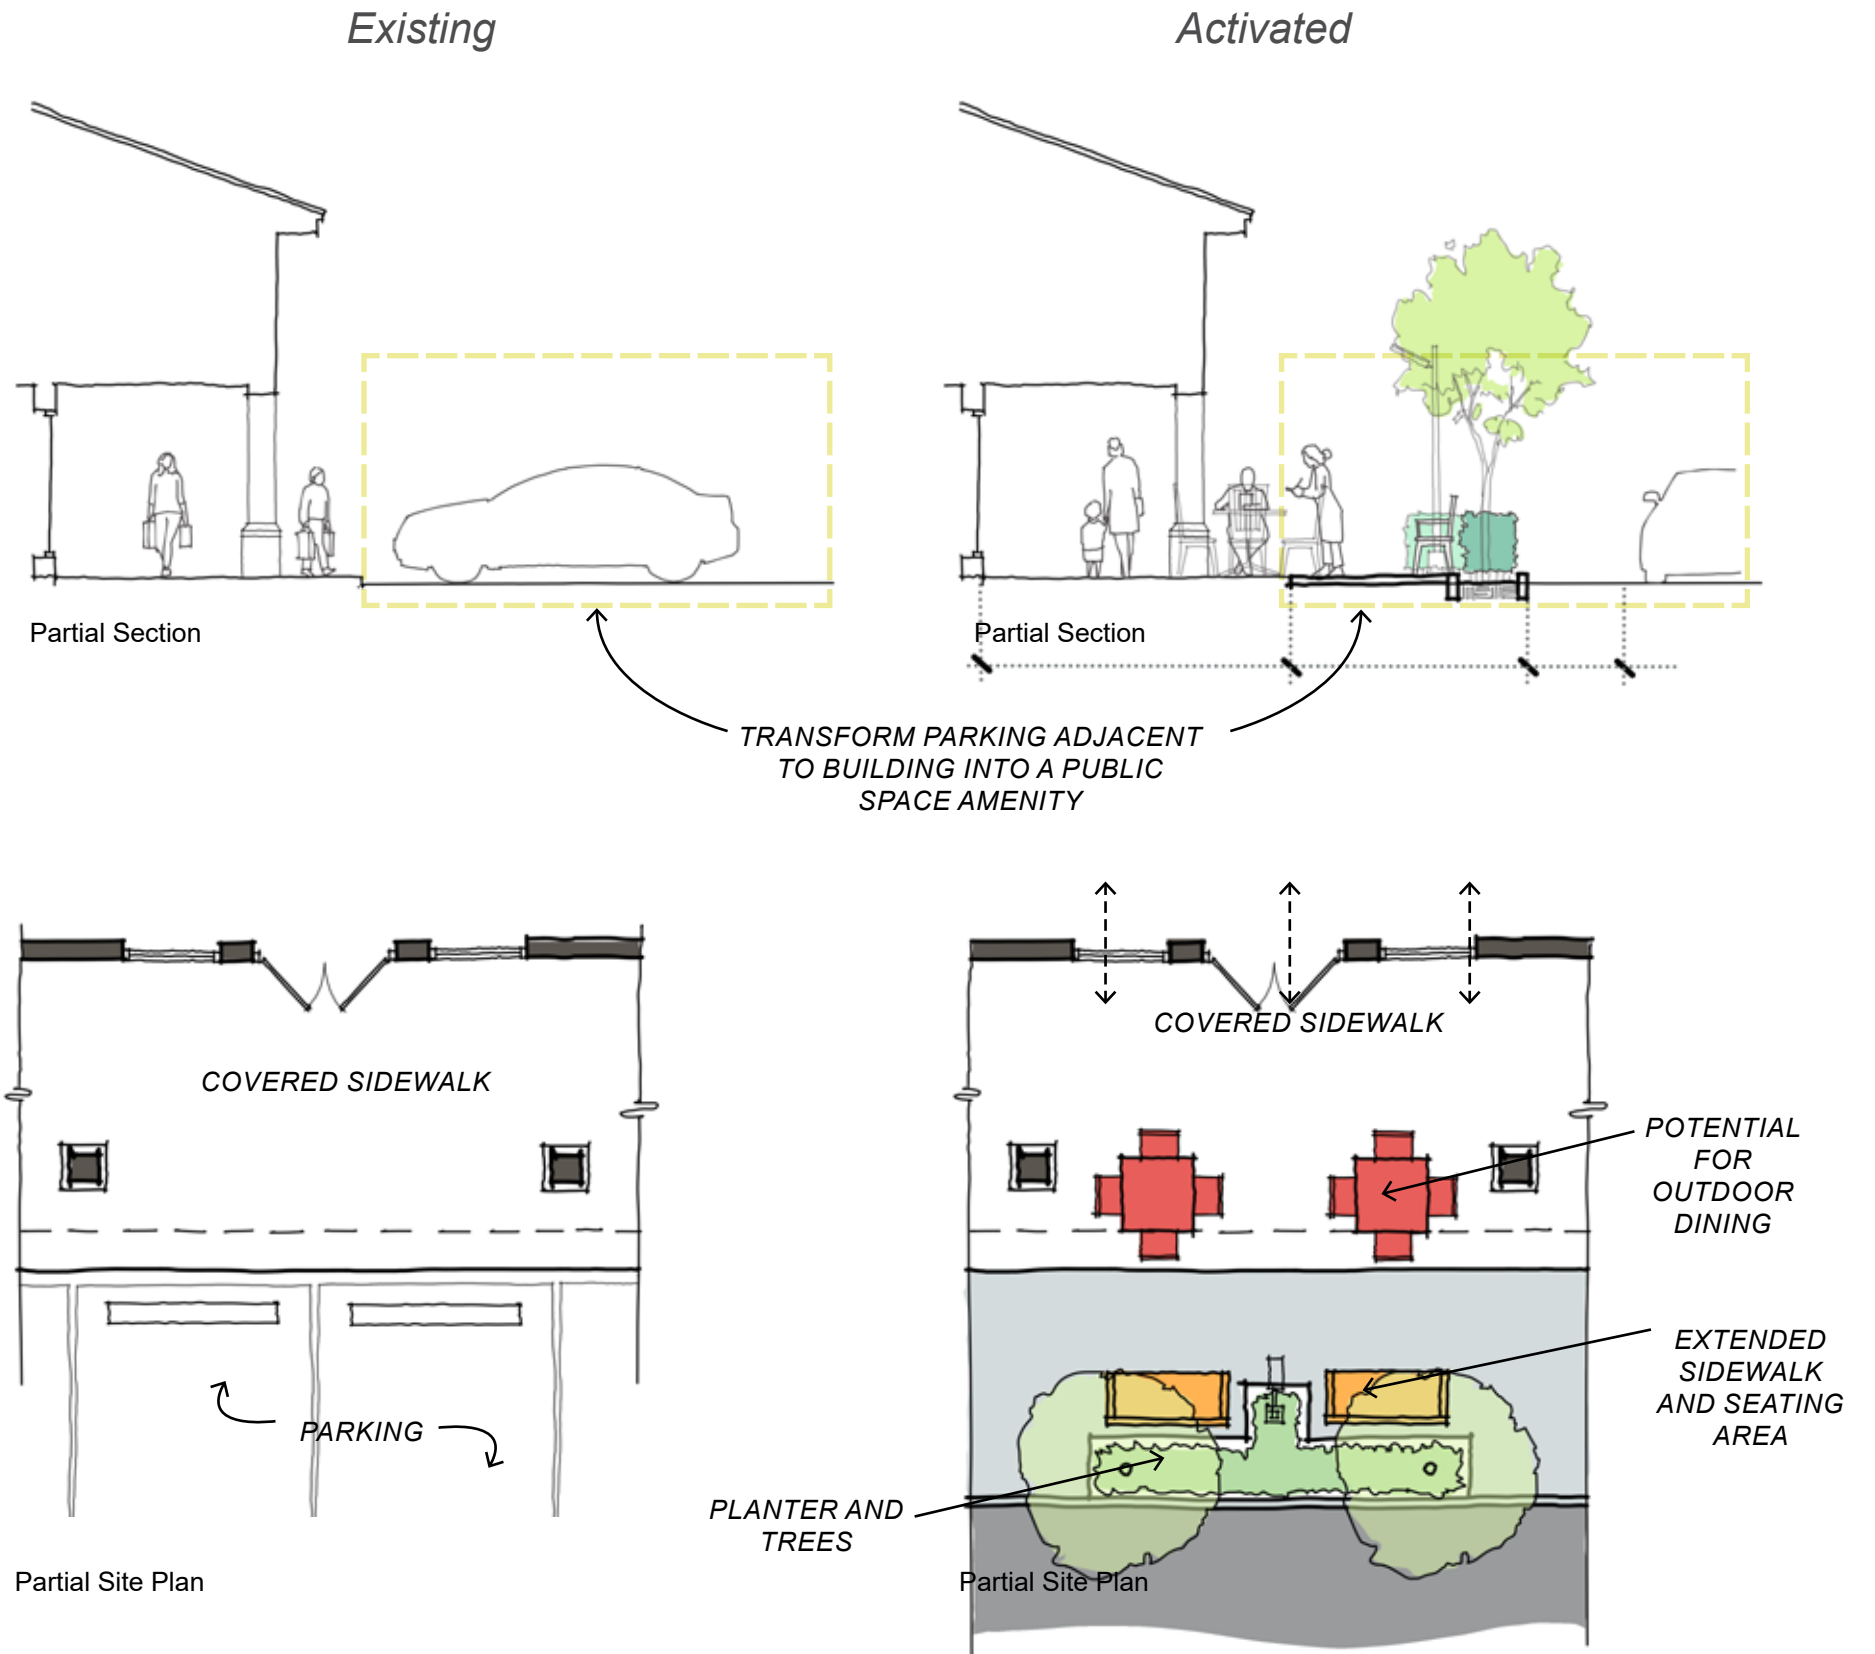 Existing
Activated
Partial Section
Partial Section
TRANSFORM PARKING ADJACENT
TO BUILDING INTO A PUBLIC
SPACE AMENITY
COVERED SIDEWALK
PARKING
Partial Site Plan
COVERED SIDEWALK
POTENTIAL
FOR
OUTDOOR
DINING
EXTENDED
SIDEWALK
AND SEATING
AREA
PLANTER AND
TREES
Partial Site Plan